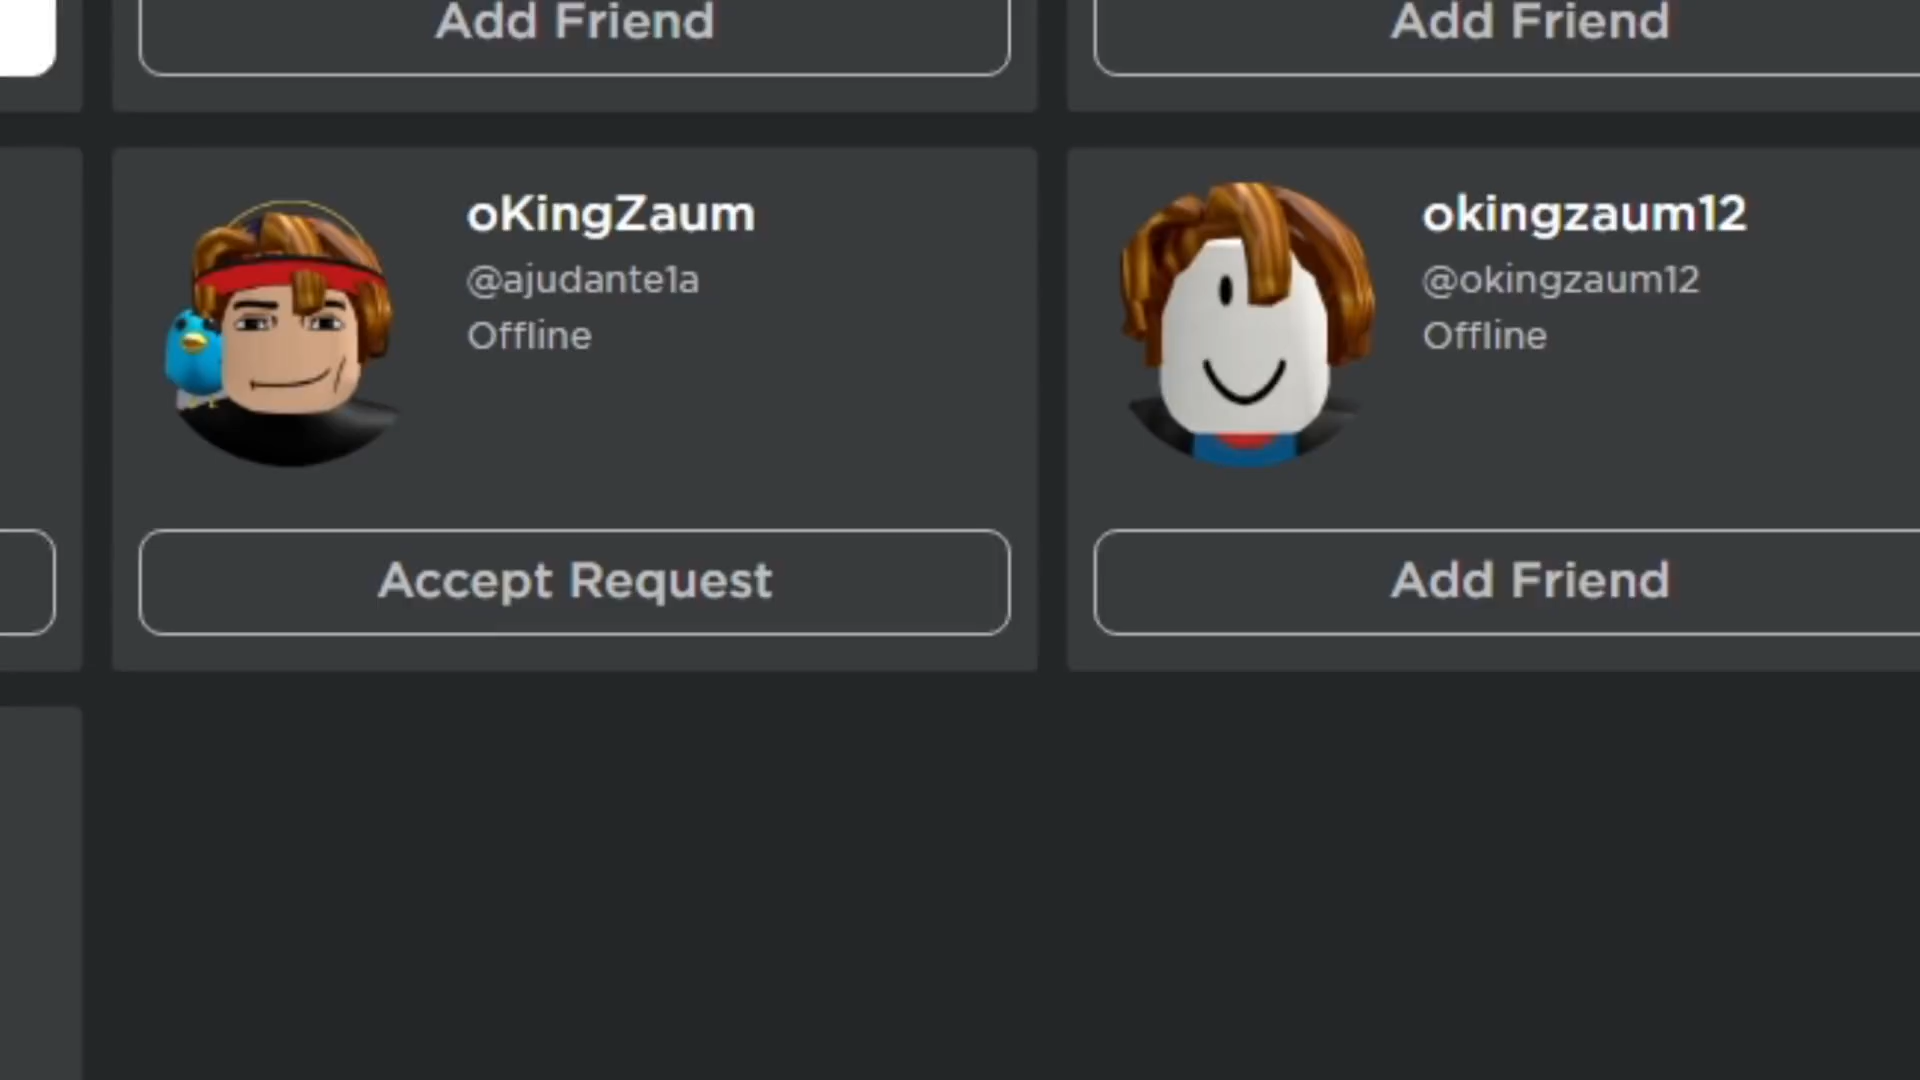 Add Friend
Add Friend
oKingZaum
@ajudante1a
Offline
Accept Request
okingzaum12
@okingzaum12
Offline
Add Friend